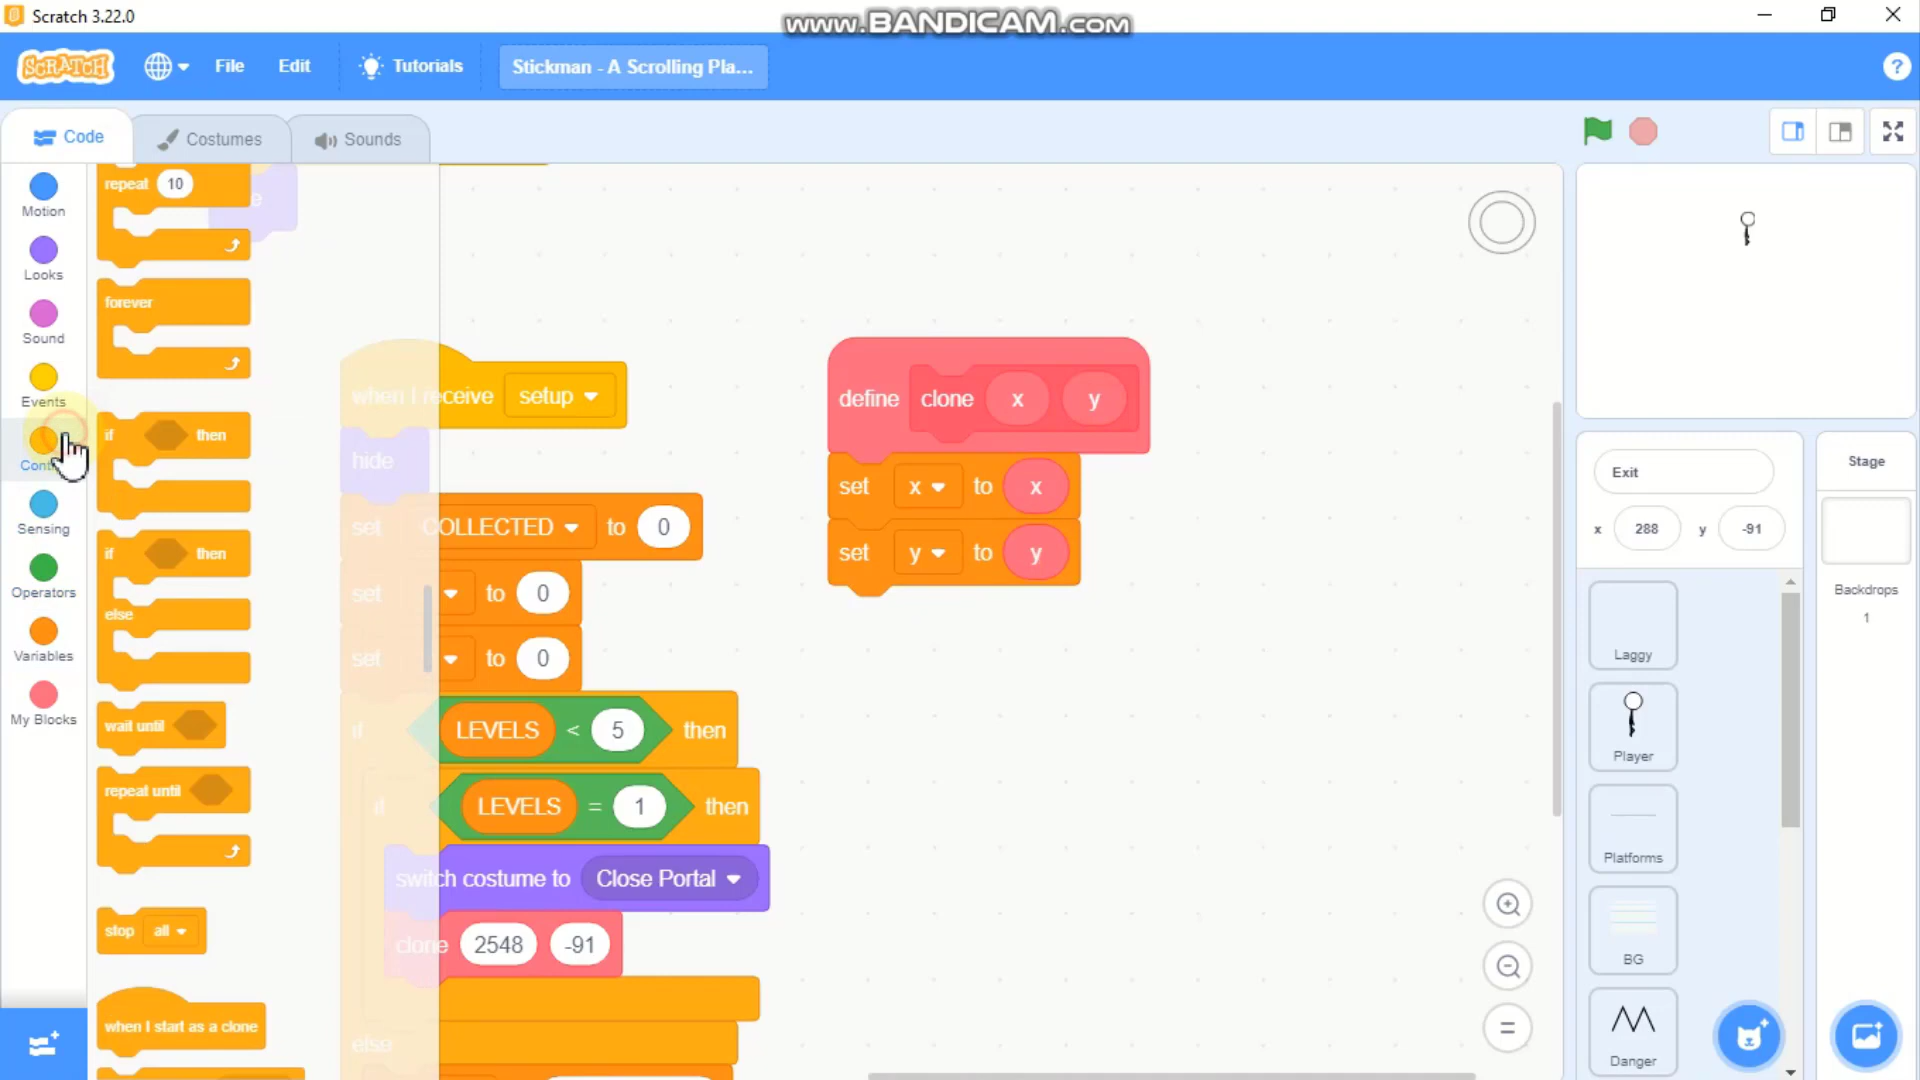 Scratch 3.22.0
www.BANDICAM.com
SCRATCH
File
Edit
Tutorials
Stickman - A Scrolling Pla...
?
Code
Costumes
Sounds
Motion
Looks
Sound
Events
Sensing
Operators
Variables
My Blocks
repeat 10
forever
if then
if then
else
wait until
repeat until
stop all
when I start as a clone
when I receive setup
hide
set COLLECTED to 0
set to 0
set to 0
if LEVELS < 5 then
if LEVELS = 1 then
switch costume to Close Portal
clone 2548 -91
else
define clone x y
set x to x
set y to y
Exit
x 288 y -91
Laggy
Player
Platforms
BG
Danger
Stage
Backdrops
1